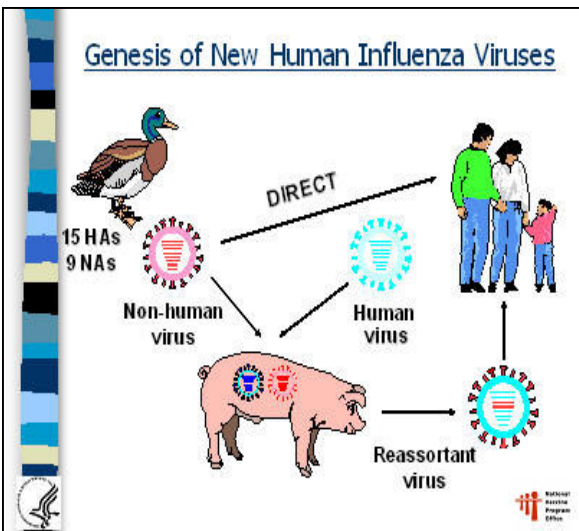 Genesis of New Human Influenza Viruses
DIRECT
15 HAs
9 NAs
Non-human
virus
Human
virus
Reassortant
virus
National
Vaccine
Program
Office